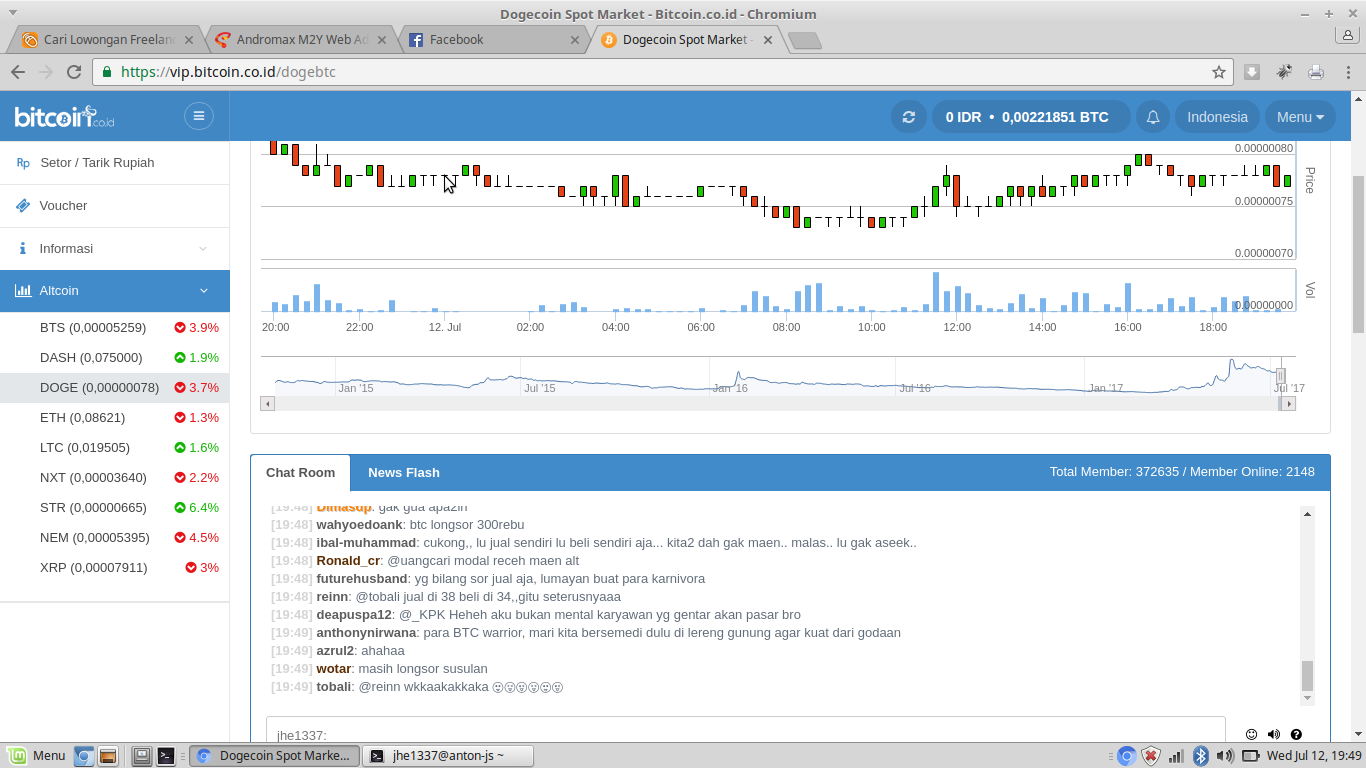 Dogecoin Spot Market - Bitcoin.co.id - Chromium
Cari Lowongan Freelan
Andromax M2Y Web Ad
Facebook
Dogecoin Spot Market -
https://vip.bitcoin.co.id/dogebtc
bitcoin.co.id
0 IDR • 0,00221851 BTC
Indonesia
Menu
Rp Setor / Tarik Rupiah
Voucher
Informasi
Altcoin
BTS (0,00005259) 3.9%
DASH (0,075000) 1.9%
DOGE (0,00000078) 3.7%
ETH (0,08621) 1.3%
LTC (0,019505) 1.6%
NXT (0,00003640) 2.2%
STR (0,00000665) 6.4%
NEM (0,00005395) 4.5%
XRP (0,00007911) 3%
0.00000080
Price
0.00000075
0.00000070
Vol
0.00000000
20:00 22:00 12. Jul 02:00 04:00 06:00 08:00 10:00 12:00 14:00 16:00 18:00
Jan '15 Jul '15 Jan '16 Jul '16 Jan '17 Jul '17
Chat Room
News Flash
Total Member: 372635 / Member Online: 2148
[19:48] Dimasdp: gak gua apazin
[19:48] wahyoedoank: btc longsor 300rebu
[19:48] ibal-muhammad: cukong,, lu jual sendiri lu beli sendiri aja... kita2 dah gak maen.. malas.. lu gak aseek..
[19:48] Ronald_cr: @uangcari modal receh maen alt
[19:48] futurehusband: yg bilang sor jual aja, lumayan buat para karnivora
[19:48] reinn: @tobali jual di 38 beli di 34,,gitu seterusnyaaa
[19:48] deapuspa12: @_KPK Heheh aku bukan mental karyawan yg gentar akan pasar bro
[19:49] anthonynirwana: para BTC warrior, mari kita bersemedi dulu di lereng gunung agar kuat dari godaan
[19:49] azrul2: ahahaa
[19:49] wotar: masih longsor susulan
[19:49] tobali: @reinn wkkaakakkaka
jhe1337:
Menu
Dogecoin Spot Marke...
jhe1337@anton-js ~
Wed Jul 12, 19:49